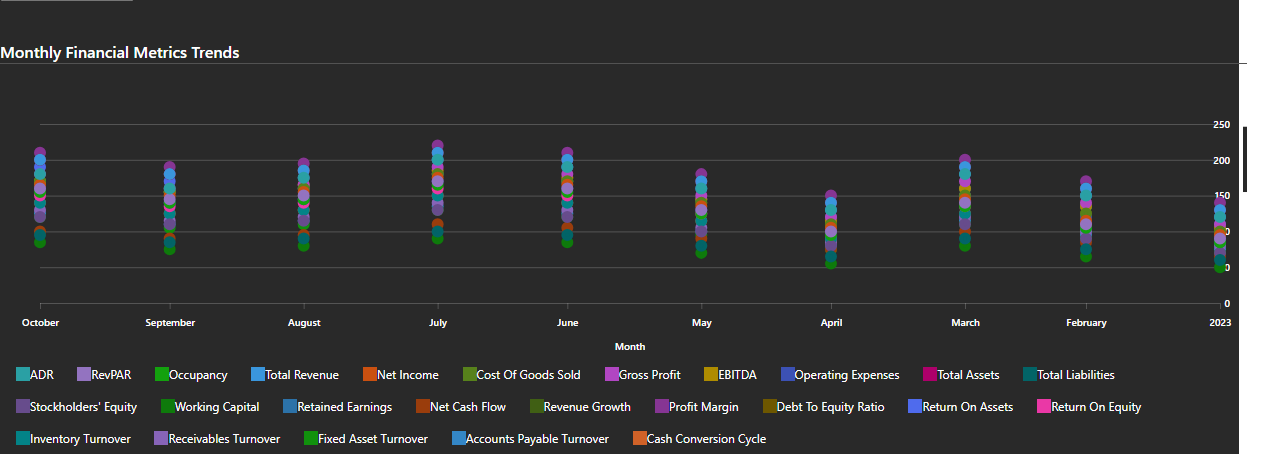 Monthly Financial Metrics Trends
250
200
150
0
0
0
October September August July June May April March February 2023
Month
ADR RevPAR Occupancy Total Revenue Net Income Cost Of Goods Sold Gross Profit EBITDA Operating Expenses Total Assets Total Liabilities
Stockholders' Equity Working Capital Retained Earnings Net Cash Flow Revenue Growth Profit Margin Debt To Equity Ratio Return On Assets Return On Equity
Inventory Turnover Receivables Turnover Fixed Asset Turnover Accounts Payable Turnover Cash Conversion Cycle